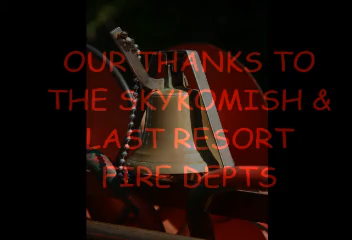 OUR THANKS TO
THE SKYKOMISH &
LAST RESORT
FIRE DEPTS